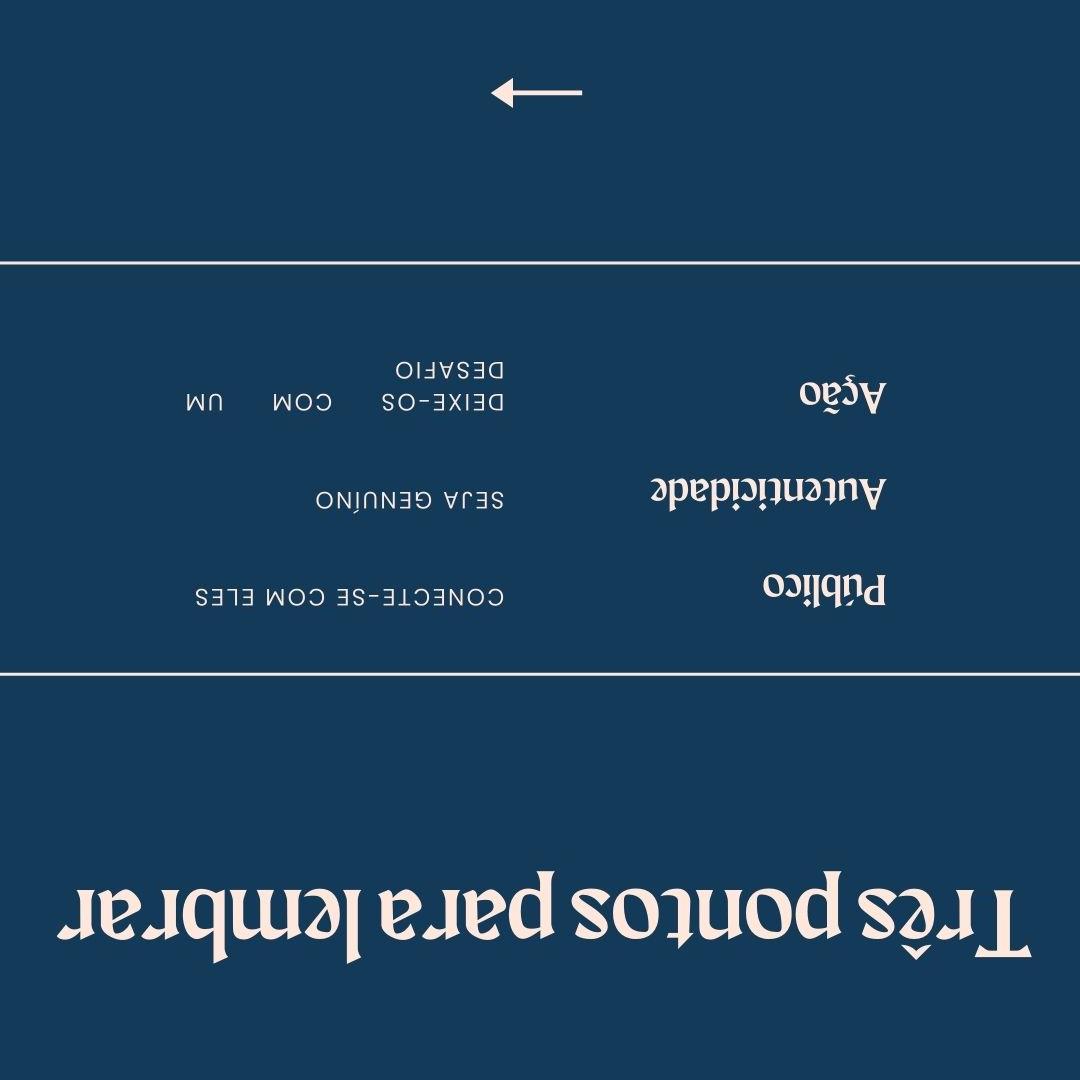 Três pontos para lembrar
Público
CONECTE-SE COM ELES
Autenticidade
SEJA GENUÍNO
Ação
DEIXE-OS COM UM
DESAFIO